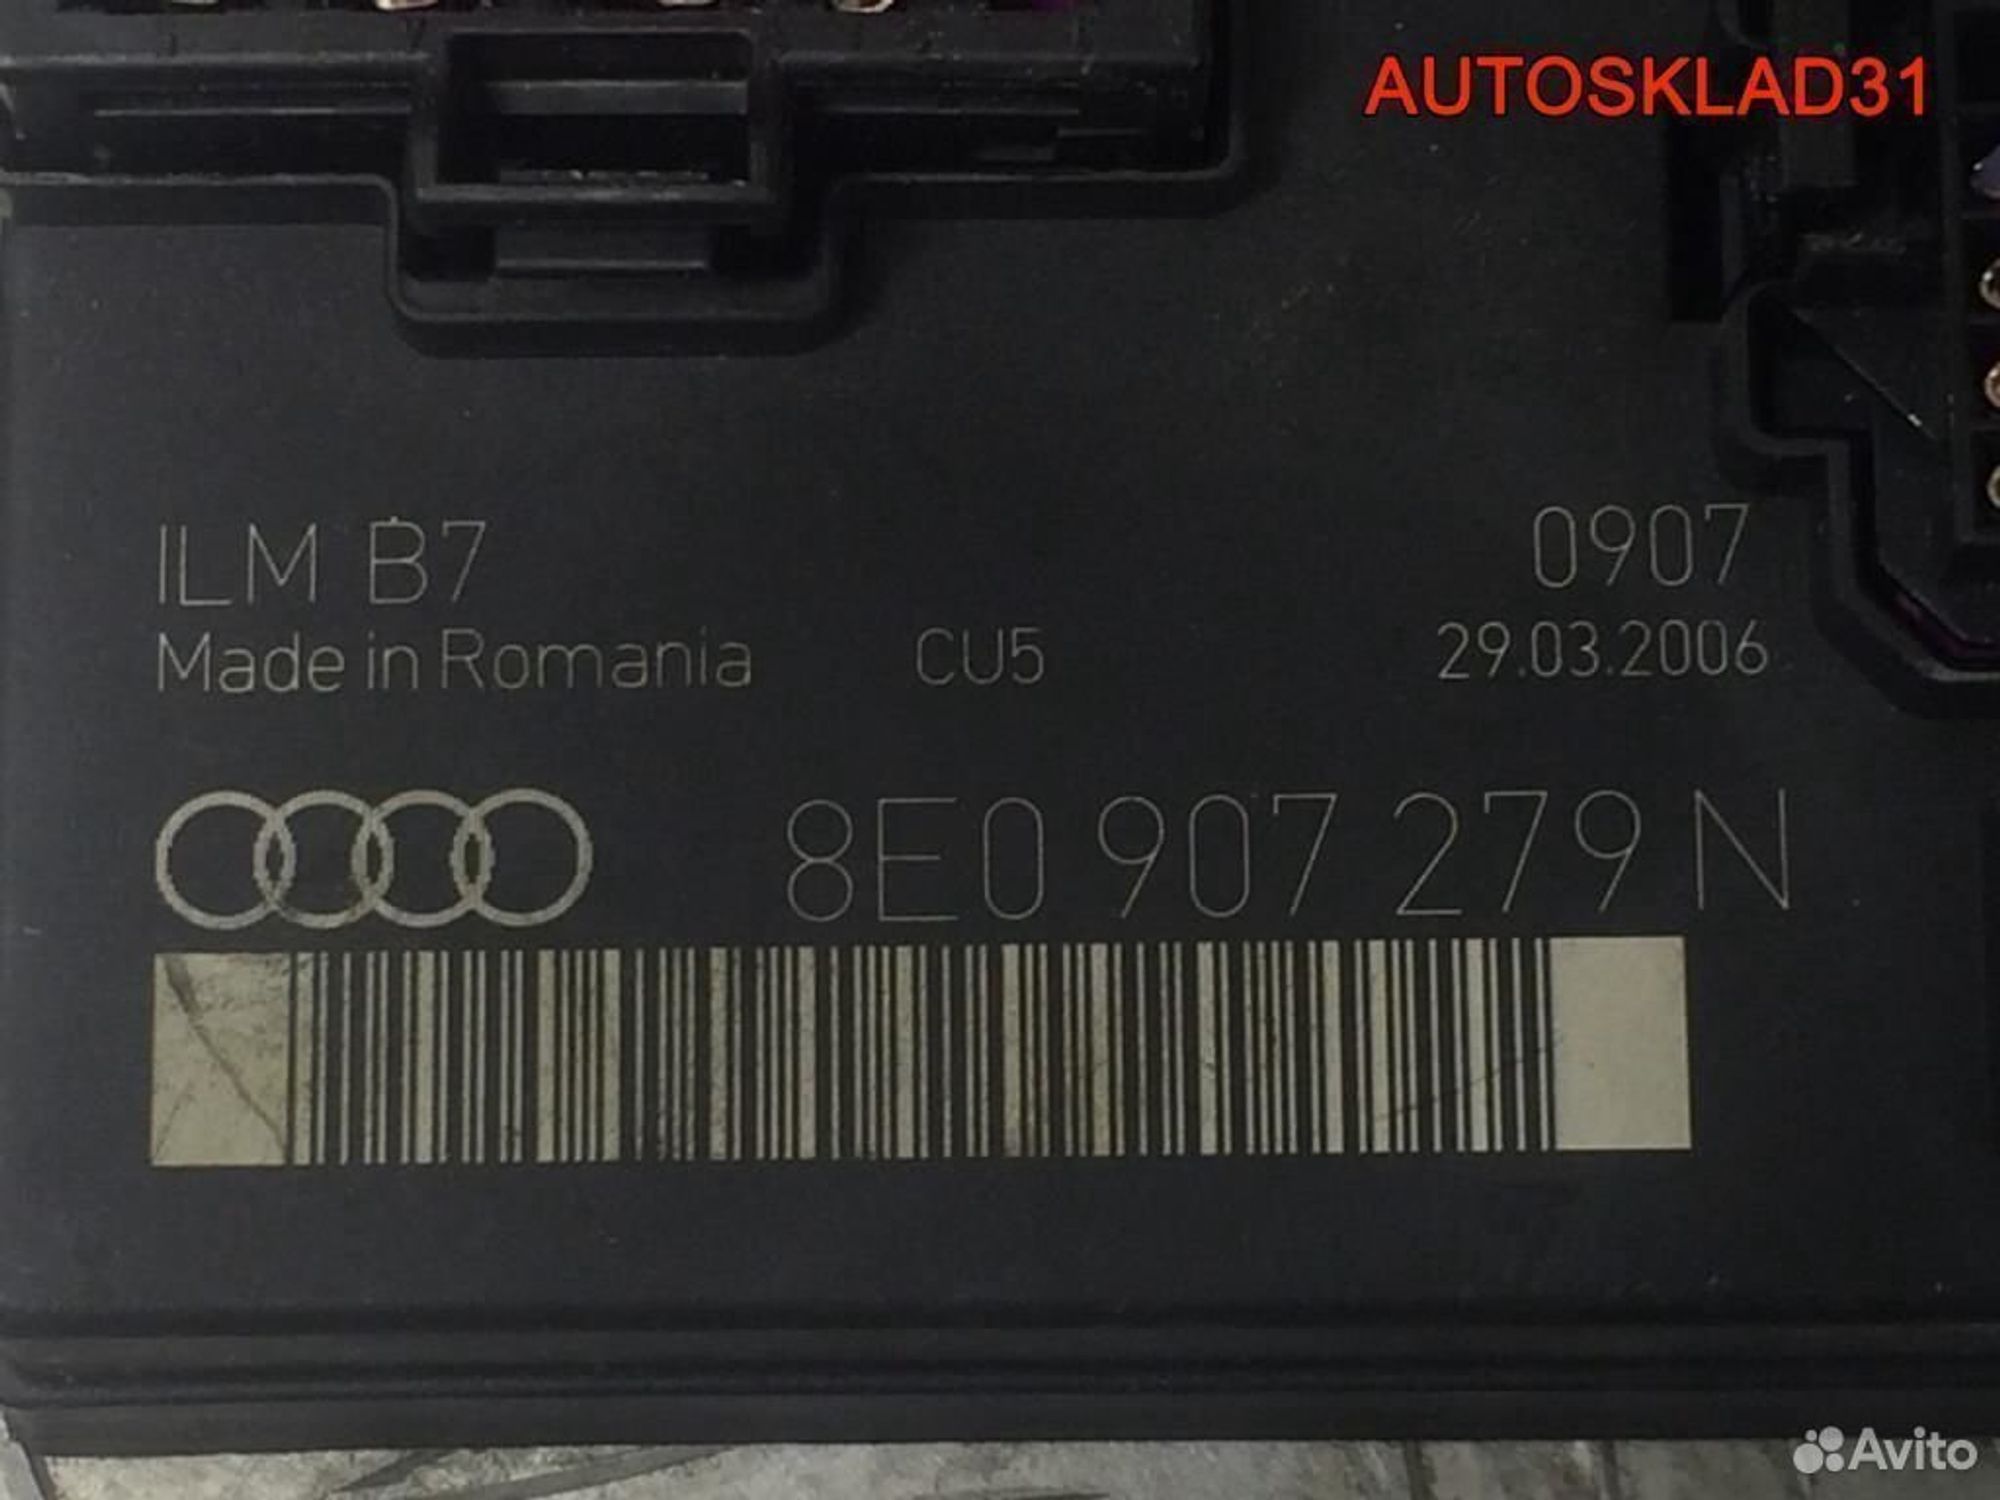 AUTOSKLAD31
ILM B7
0907
Made in Romania CU5 29.03.2006
8E0 907 279 N
Avito